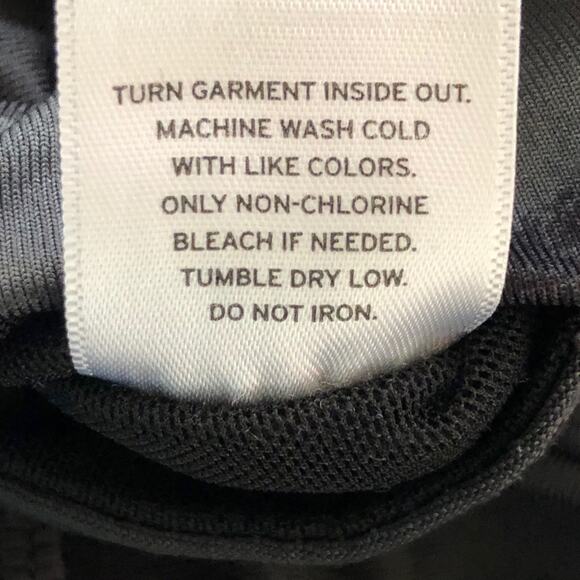 TURN GARMENT INSIDE OUT.
MACHINE WASH COLD
WITH LIKE COLORS.
ONLY NON-CHLORINE
BLEACH IF NEEDED.
TUMBLE DRY LOW.
DO NOT IRON.